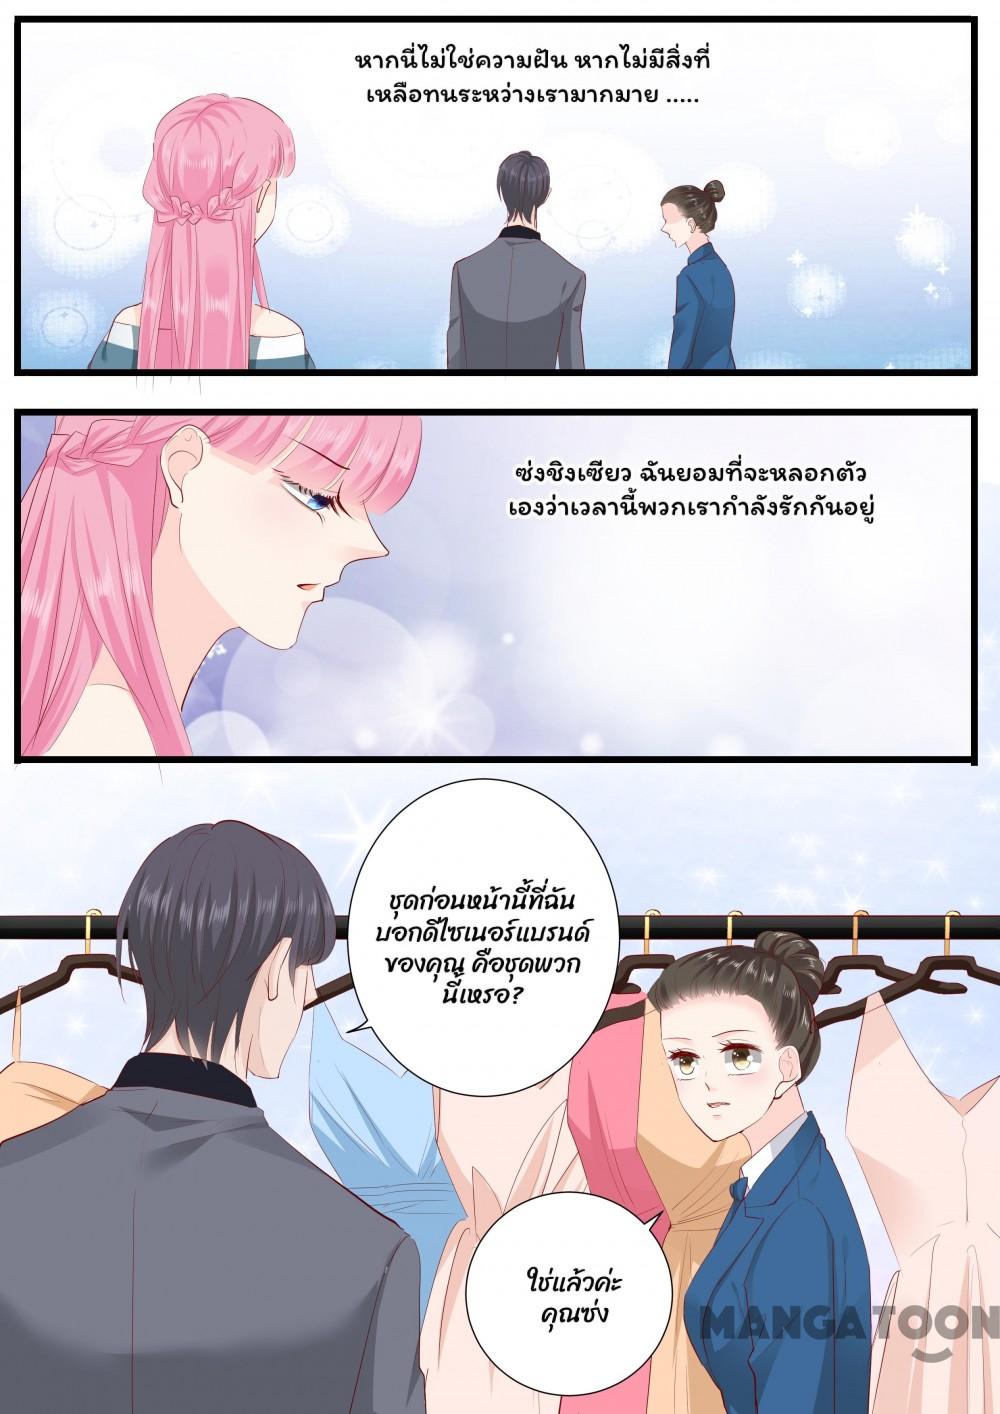 หากนี่ไม่ใช่ความฝัน หากไม่มีสิ่งที่
เหลือทนระหว่างเรามากมาย .....
ซ่งชิงเซียว ฉันยอมที่จะหลอกตัว
เองว่าเวลานี้พวกเรากำลังรักกันอยู่
ชุดก่อนหน้านี้ที่ฉัน
บอกดีไซเนอร์แบรนด์
ของคุณ คือชุดพวก
นี้เหรอ?
ใช่แล้วค่ะ
คุณซ่ง
MANGATOON